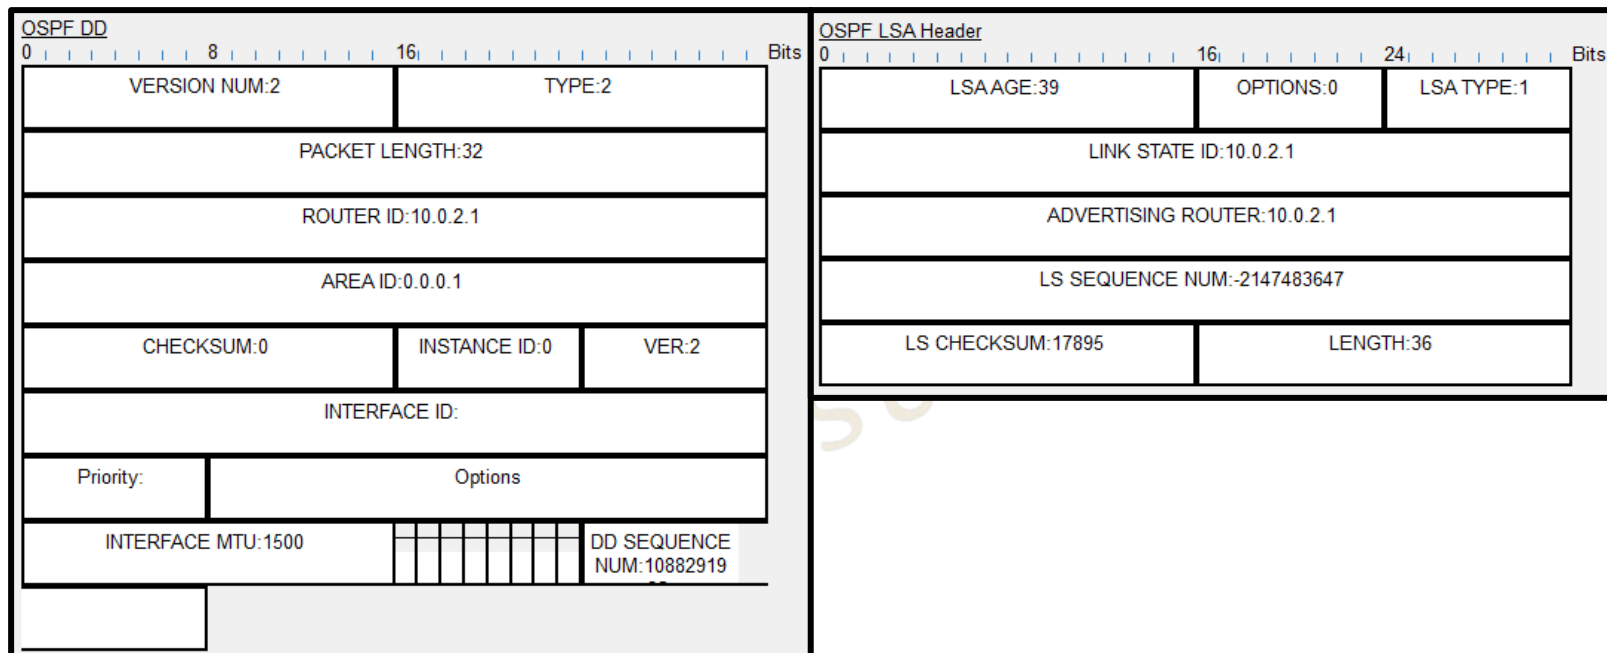 OSPF DD
0 8 16 Bits
VERSION NUM:2 TYPE:2
PACKET LENGTH:32
ROUTER ID:10.0.2.1
AREA ID:0.0.0.1
CHECKSUM:0 INSTANCE ID:0 VER:2
INTERFACE ID:
Priority: Options
INTERFACE MTU:1500 DD SEQUENCE
NUM:10882919
OSPF LSA Header
0 16 24 Bits
LSA AGE:39 OPTIONS:0 LSA TYPE:1
LINK STATE ID:10.0.2.1
ADVERTISING ROUTER:10.0.2.1
LS SEQUENCE NUM:-2147483647
LS CHECKSUM:17895 LENGTH:36